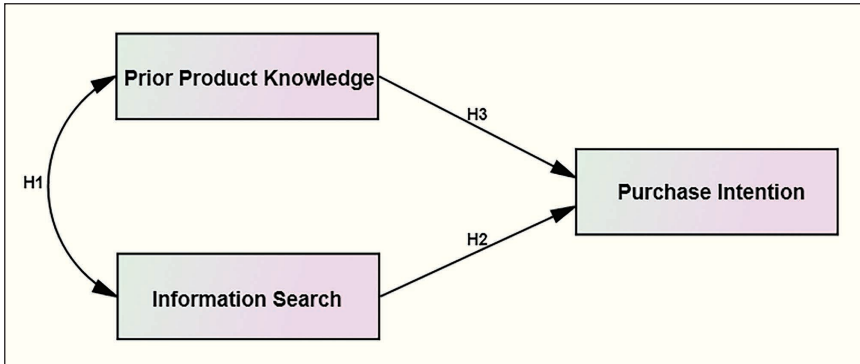 Prior Product Knowledge
H3
H1
Purchase Intention
H2
Information Search